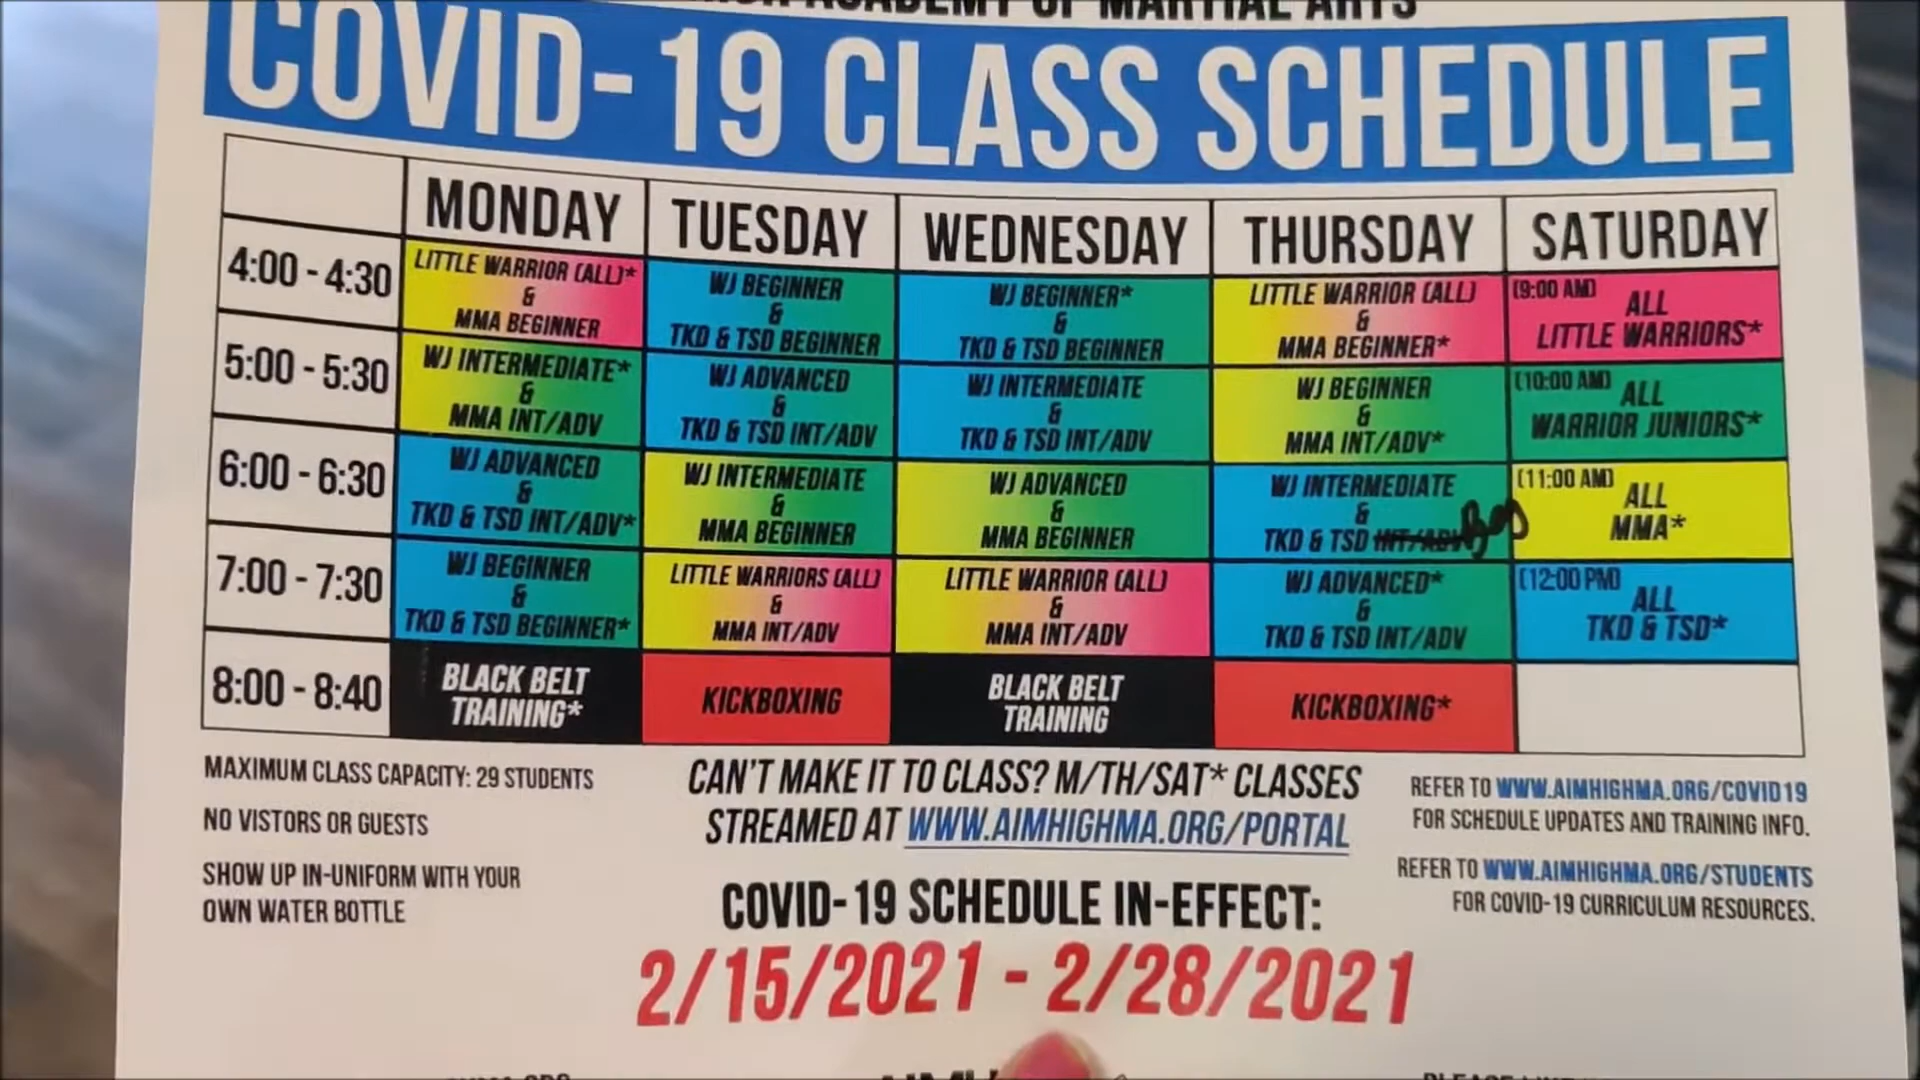 ACADEMY OF MARTIAL ARTS
COVID-19 CLASS SCHEDULE
MONDAY TUESDAY WEDNESDAY THURSDAY SATURDAY
4:00 - 4:30
LITTLE WARRIOR (ALL)*
&
MMA BEGINNER
WJ BEGINNER
&
TKD & TSD BEGINNER
WJ BEGINNER*
&
TKD & TSD BEGINNER
LITTLE WARRIOR (ALL)
&
MMA BEGINNER*
(9:00 AM)
ALL
LITTLE WARRIORS*
5:00 - 5:30
WJ INTERMEDIATE*
&
MMA INT/ADV
WJ ADVANCED
&
TKD & TSD INT/ADV
WJ INTERMEDIATE
&
TKD & TSD INT/ADV
WJ BEGINNER
&
MMA INT/ADV*
(10:00 AM)
ALL
WARRIOR JUNIORS*
6:00 - 6:30
WJ ADVANCED
&
TKD & TSD INT/ADV*
WJ INTERMEDIATE
&
MMA BEGINNER
WJ ADVANCED
&
MMA BEGINNER
WJ INTERMEDIATE
&
TKD & TSD INT/ADV Beg
(11:00 AM)
ALL
MMA*
7:00 - 7:30
WJ BEGINNER
&
TKD & TSD BEGINNER*
LITTLE WARRIORS (ALL)
&
MMA INT/ADV
LITTLE WARRIOR (ALL)
&
MMA INT/ADV
WJ ADVANCED*
&
TKD & TSD INT/ADV
(12:00 PM)
ALL
TKD & TSD*
8:00 - 8:40
BLACK BELT
TRAINING*
KICKBOXING
BLACK BELT
TRAINING
KICKBOXING*
MAXIMUM CLASS CAPACITY: 29 STUDENTS
NO VISTORS OR GUESTS
SHOW UP IN-UNIFORM WITH YOUR
OWN WATER BOTTLE
CAN'T MAKE IT TO CLASS? M/TH/SAT* CLASSES
STREAMED AT WWW.AIMHIGHMA.ORG/PORTAL
COVID-19 SCHEDULE IN-EFFECT:
2/15/2021 - 2/28/2021
REFER TO WWW.AIMHIGHMA.ORG/COVID19
FOR SCHEDULE UPDATES AND TRAINING INFO.
REFER TO WWW.AIMHIGHMA.ORG/STUDENTS
FOR COVID-19 CURRICULUM RESOURCES.